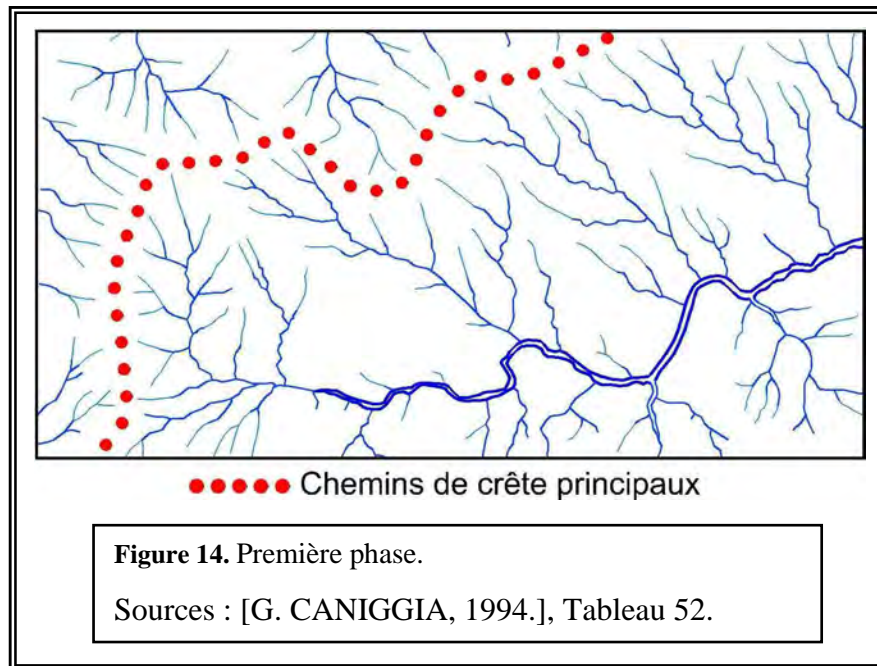 Chemins de crête principaux
Figure 14. Première phase.
Sources : [G. CANIGGIA, 1994.], Tableau 52.